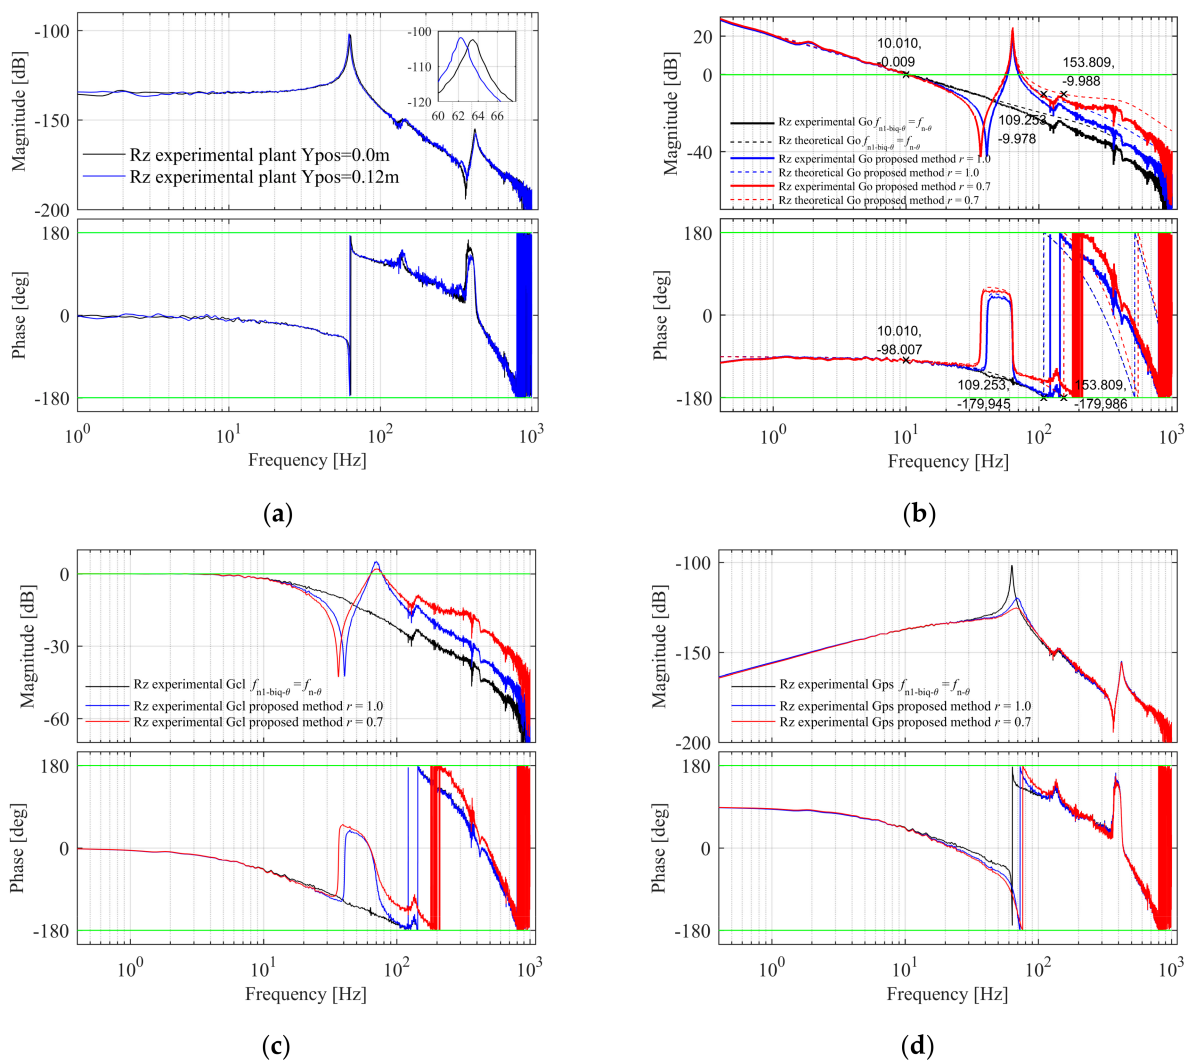 -100
-150
-200
Magnitude [dB]
-100
-110
-120
60 62 64 66
Rz experimental plant Ypos=0.0m
Rz experimental plant Ypos=0.12m
180
0
-180
Phase [deg]
10^0 10^1 10^2 10^3
Frequency [Hz]
(a)
20
0
-40
Magnitude [dB]
10.010,
-0.009
153.809,
-9.988
109.253
-9.978
Rz experimental Go f_n1-biq-θ = f_n-θ
Rz theoretical Go f_n1-biq-θ = f_n-θ
Rz experimental Go proposed method r = 1.0
Rz theoretical Go proposed method r = 1.0
Rz experimental Go proposed method r = 0.7
Rz theoretical Go proposed method r = 0.7
180
0
-180
Phase [deg]
10.010,
-98.007
109.253,
-179,945
153.809,
-179,986
10^0 10^1 10^2 10^3
Frequency [Hz]
(b)
0
-30
-60
Magnitude [dB]
Rz experimental Gcl f_n1-biq-θ = f_n-θ
Rz experimental Gcl proposed method r = 1.0
Rz experimental Gcl proposed method r = 0.7
180
0
-180
Phase [deg]
10^0 10^1 10^2 10^3
Frequency [Hz]
(c)
-100
-150
-200
Magnitude [dB]
Rz experimental Gps f_n1-biq-θ = f_n-θ
Rz experimental Gps proposed method r = 1.0
Rz experimental Gps proposed method r = 0.7
180
0
-180
Phase [deg]
10^0 10^1 10^2 10^3
Frequency [Hz]
(d)